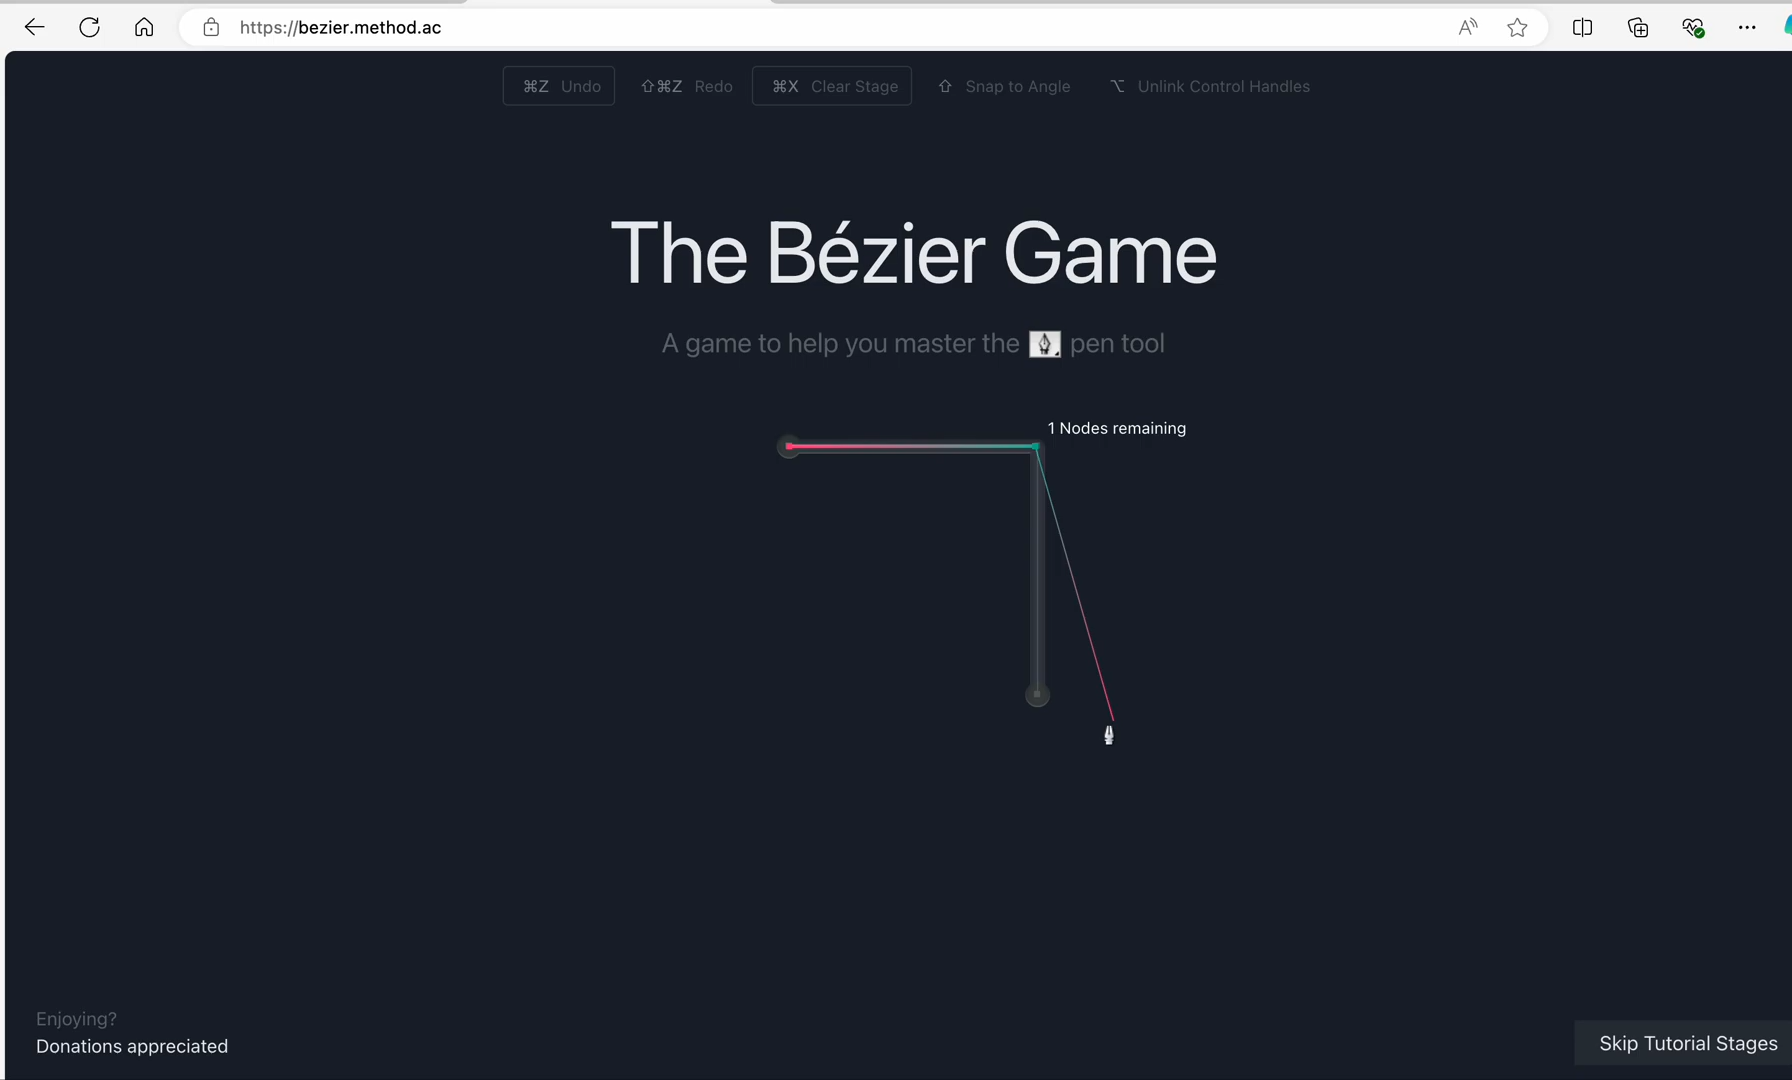 https://bezier.method.ac
⌘Z Undo ⇧⌘Z Redo ⌘X Clear Stage ⇧ Snap to Angle ⌥ Unlink Control Handles
The Bézier Game
A game to help you master the pen tool
1 Nodes remaining
Enjoying?
Donations appreciated
Skip Tutorial Stages